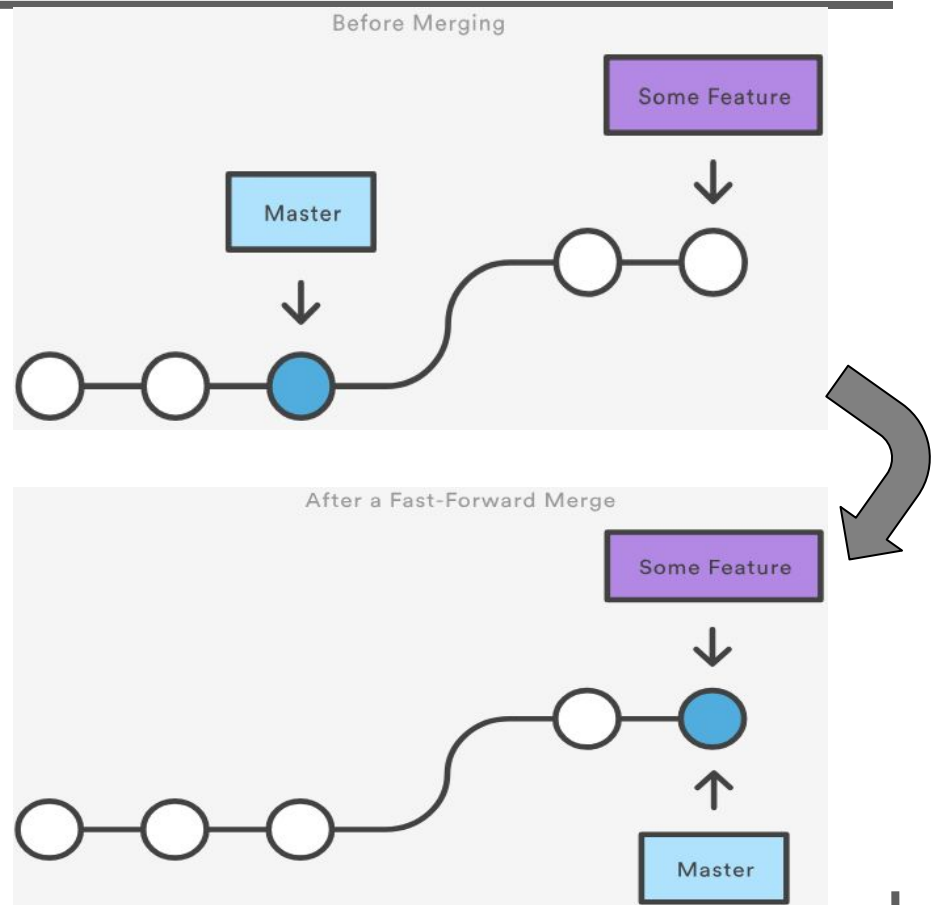 Before Merging
Some Feature
Master
After a Fast-Forward Merge
Some Feature
Master